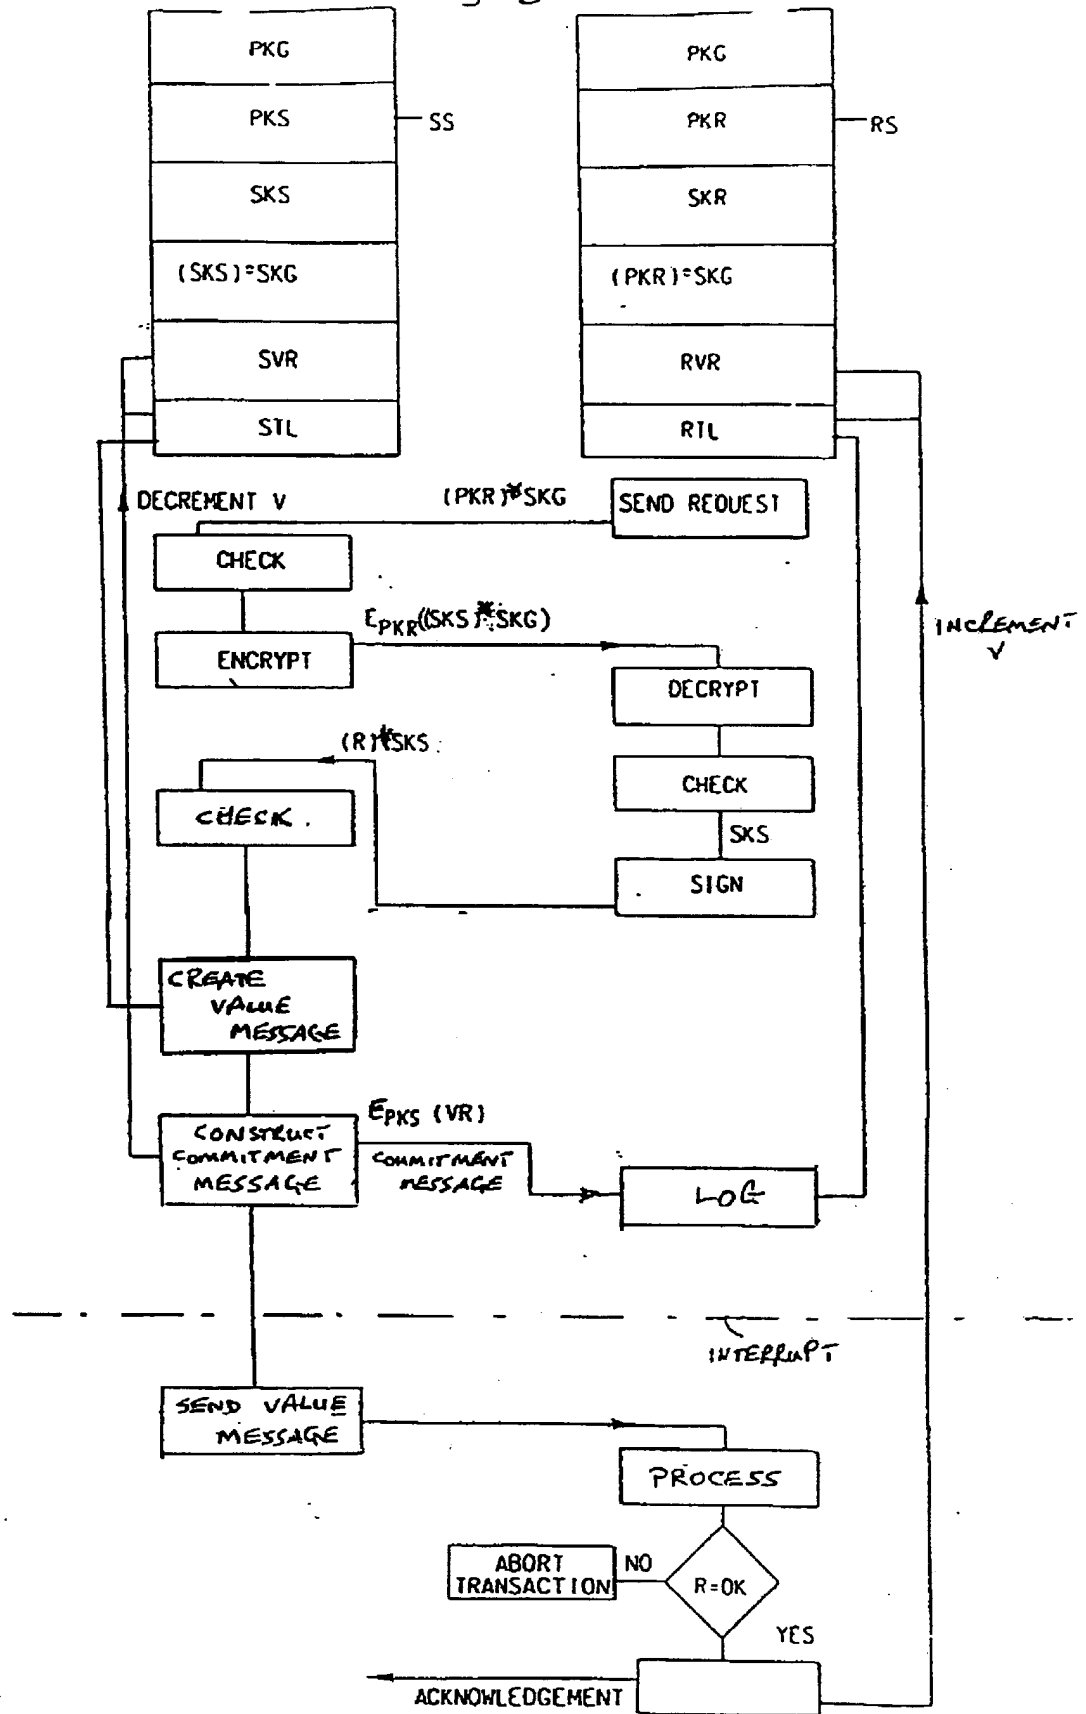 PKG
PKS
SS
SKS
(SKS)*SKG
SVR
STL
PKG
PKR
RS
SKR
(PKR)*SKG
RVR
RTL
DECREMENT V
(PKR)*SKG
SEND REQUEST
CHECK
EPKR((SKS)*SKG)
ENCRYPT
DECRYPT
INCREMENT
V
(R)*SKS
CHECK
CHECK.
SKS
SIGN
CREATE
VALUE
MESSAGE
EPKS (VR)
CONSTRUCT
COMMITMENT
MESSAGE
COMMITMENT
MESSAGE
LOG
INTERRUPT
SEND VALUE
MESSAGE
PROCESS
ABORT
TRANSACTION
NO
R=OK
YES
ACKNOWLEDGEMENT